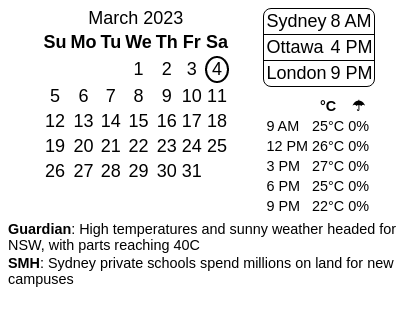 March 2023
Su Mo Tu We Th Fr Sa
1 2 3 4
5 6 7 8 9 10 11
12 13 14 15 16 17 18
19 20 21 22 23 24 25
26 27 28 29 30 31
Sydney 8 AM
Ottawa 4 PM
London 9 PM
°C ☂
9 AM 25°C 0%
12 PM 26°C 0%
3 PM 27°C 0%
6 PM 25°C 0%
9 PM 22°C 0%
Guardian: High temperatures and sunny weather headed for
NSW, with parts reaching 40C
SMH: Sydney private schools spend millions on land for new
campuses